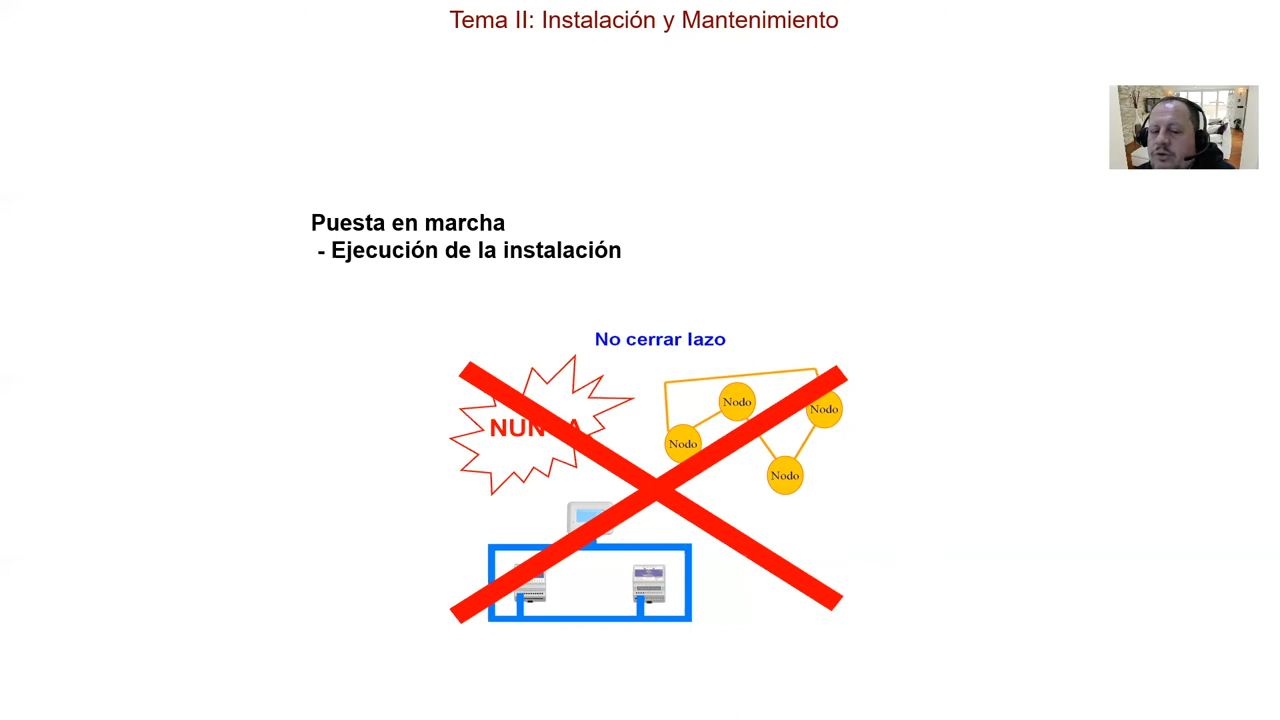 Tema II: Instalación y Mantenimiento
Puesta en marcha
- Ejecución de la instalación
No cerrar lazo
Nodo
Nodo
Nodo
Nodo